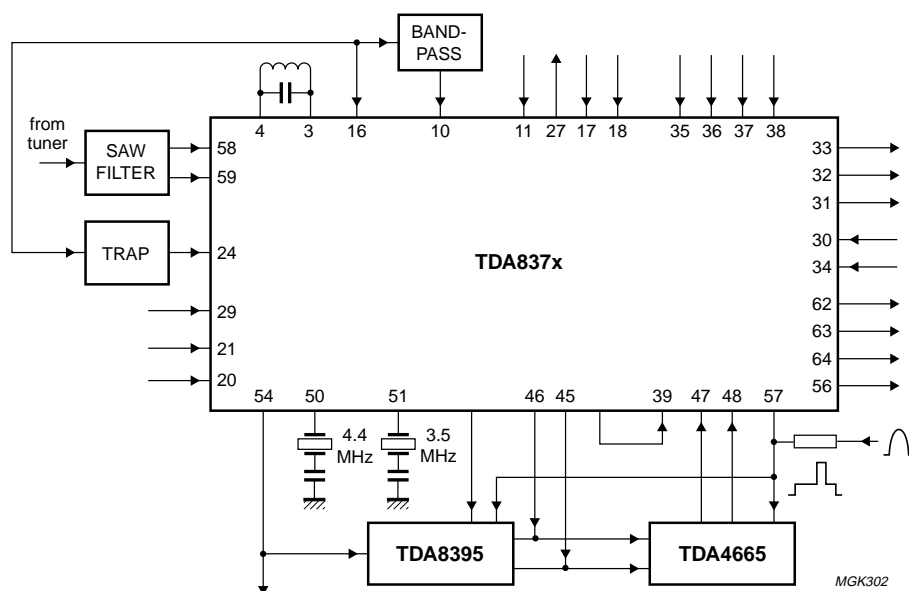 BAND-
PASS
4 3 16 10 11 27 17 18 35 36 37 38
from
tuner
SAW
FILTER
58
59
33
32
31
TRAP
24
TDA837x
30
34
29
21
20
62
63
64
56
54 50 51 46 45 39 47 48 57
4.4
MHz
3.5
MHz
TDA8395
TDA4665
MGK302